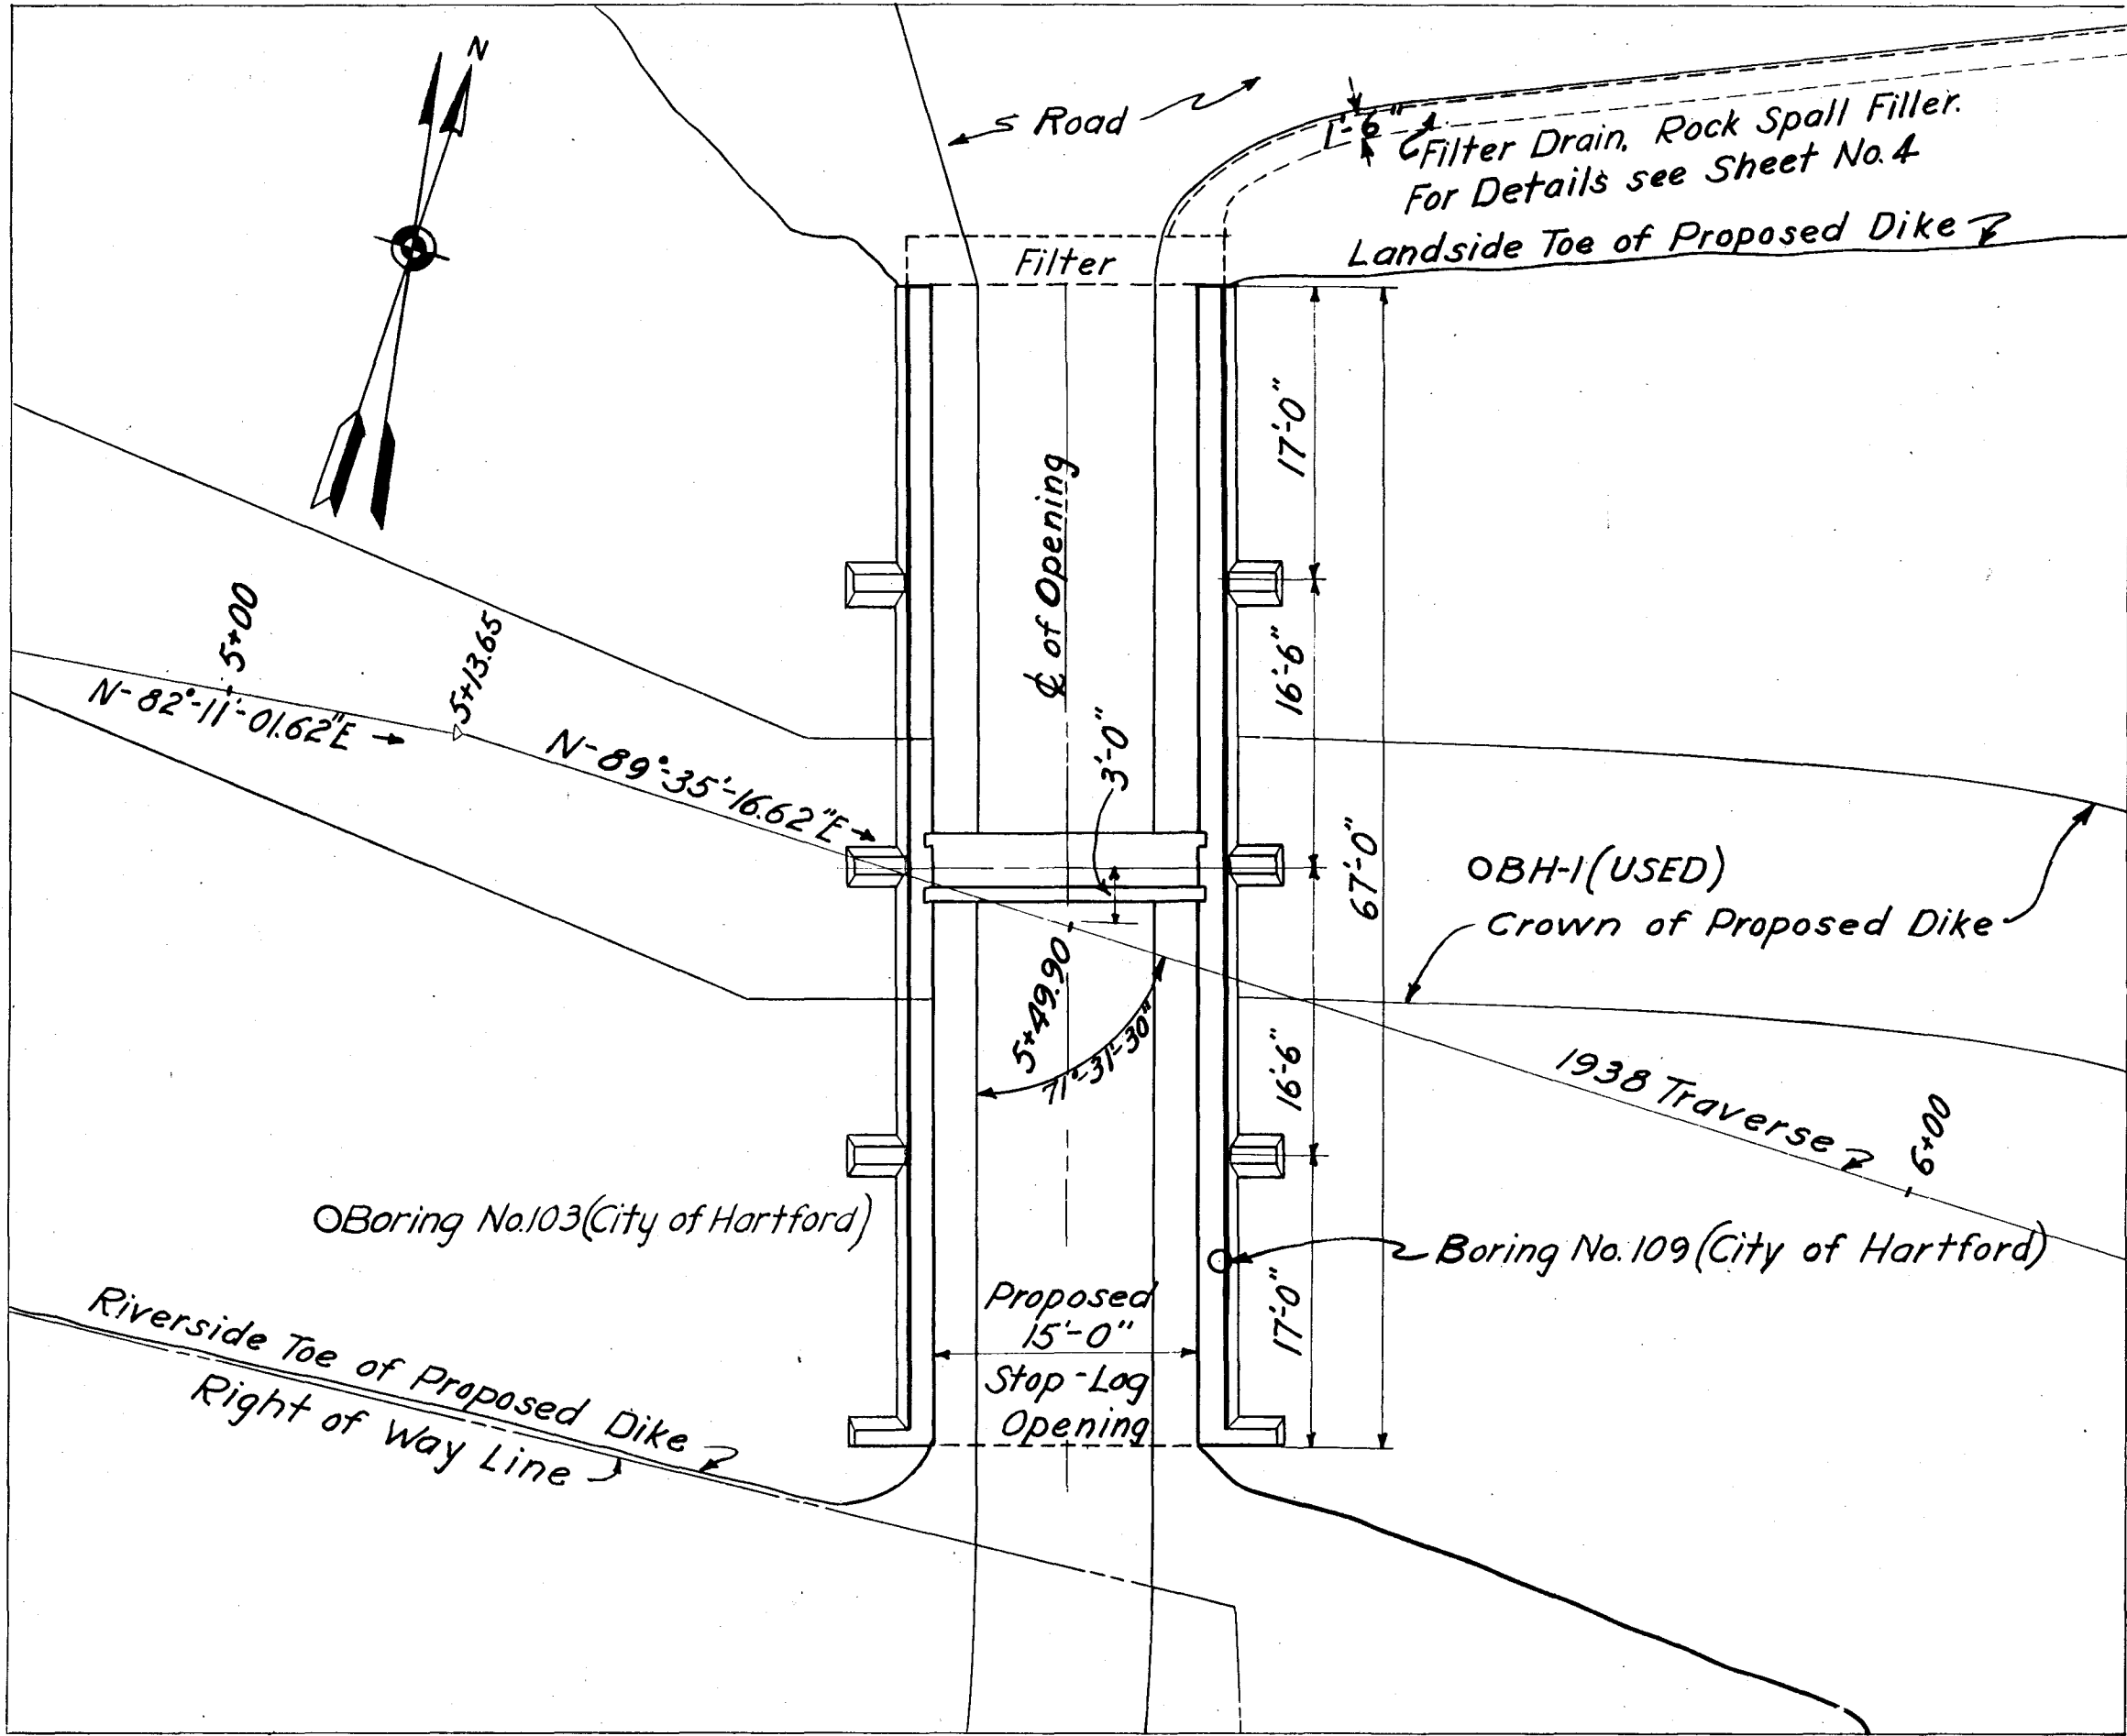 N
Road
1'-6"
Filter Drain, Rock Spall Filler.
For Details see Sheet No. 4
Landside Toe of Proposed Dike
Filter
17'-0"
℄ of Opening
5+00
5+13.65
16'-6"
N-82°-11'-01.62"E
N-89°-35'-16.62"E
3'-0"
67'-0"
OBH-1 (USED)
Crown of Proposed Dike
5+49.90
71°-31'-30"
16'-6"
1938 Traverse
6+00
Boring No.103 (City of Hartford)
Boring No. 109 (City of Hartford)
Proposed
15'-0"
Stop-Log
Opening
17'-0"
Riverside Toe of Proposed Dike
Right of Way Line